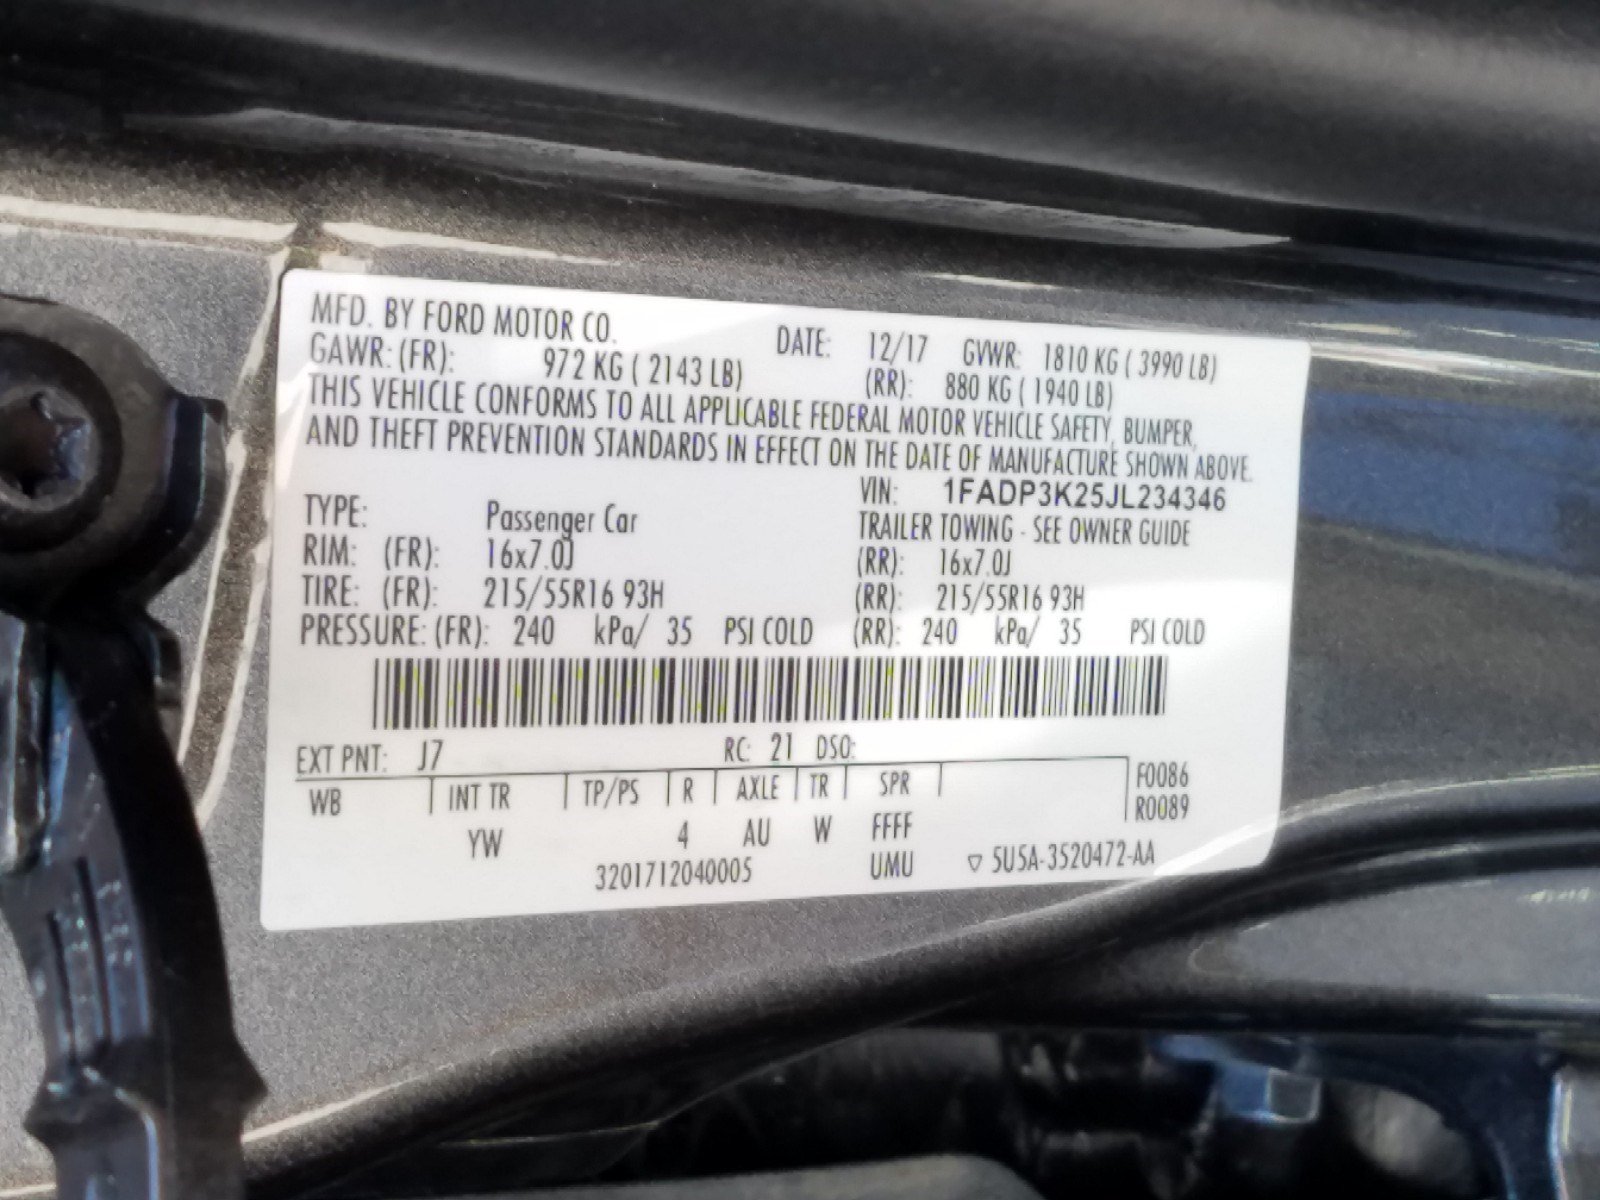 MFD. BY FORD MOTOR CO. DATE: 12/17 GVWR: 1810 KG ( 3990 LB)
GAWR: (FR): 972 KG ( 2143 LB) (RR): 880 KG ( 1940 LB)
THIS VEHICLE CONFORMS TO ALL APPLICABLE FEDERAL MOTOR VEHICLE SAFETY, BUMPER,
AND THEFT PREVENTION STANDARDS IN EFFECT ON THE DATE OF MANUFACTURE SHOWN ABOVE.
VIN: 1FADP3K25JL234346
TYPE: Passenger Car TRAILER TOWING - SEE OWNER GUIDE
RIM: (FR): 16x7.0J (RR): 16x7.0J
TIRE: (FR): 215/55R16 93H (RR): 215/55R16 93H
PRESSURE: (FR): 240 kPa/ 35 PSI COLD (RR): 240 kPa/ 35 PSI COLD
EXT PNT: J7 RC: 21 DSO:
WB INT TR TP/PS R AXLE TR SPR F0086
R0089
YW 4 AU W FFFF
3201712040005 UMU ▽ 5U5A-3520472-AA